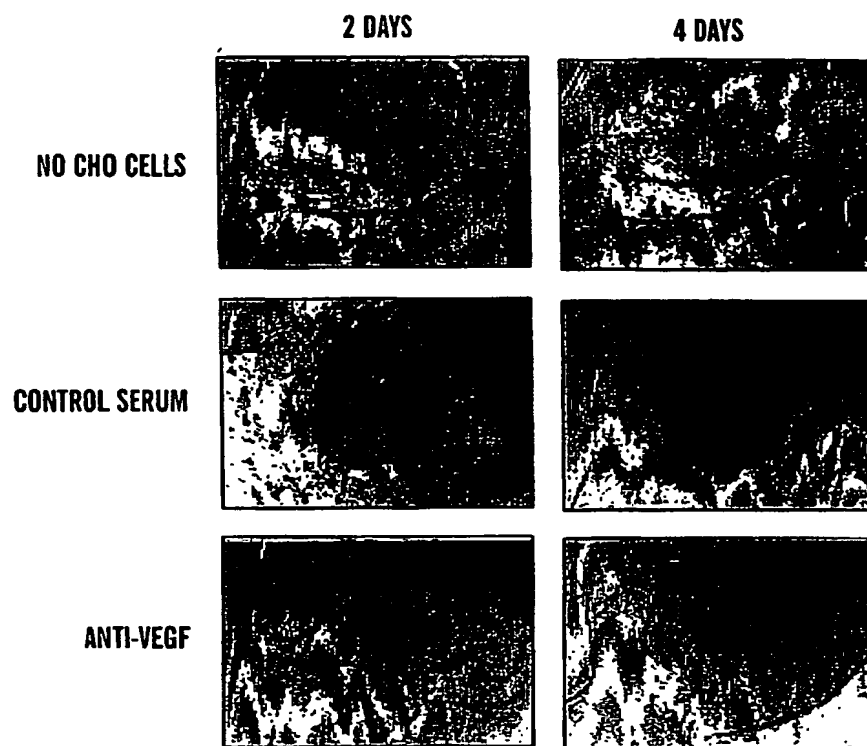 2 DAYS
4 DAYS
NO CHO CELLS
CONTROL SERUM
ANTI-VEGF